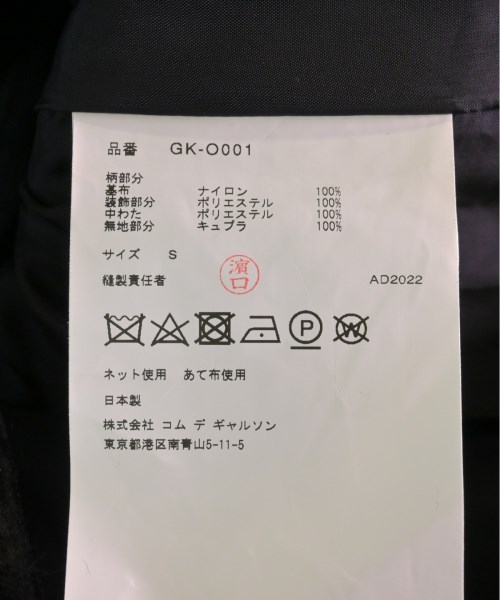 品番 GK-O001
柄部分
基布 ナイロン 100%
装飾部分 ポリエステル 100%
中わた ポリエステル 100%
無地部分 キュプラ 100%
サイズ S
縫製責任者 濱口 AD2022
P W
ネット使用 あて布使用
日本製
株式会社 コム デ ギャルソン
東京都港区南青山5-11-5